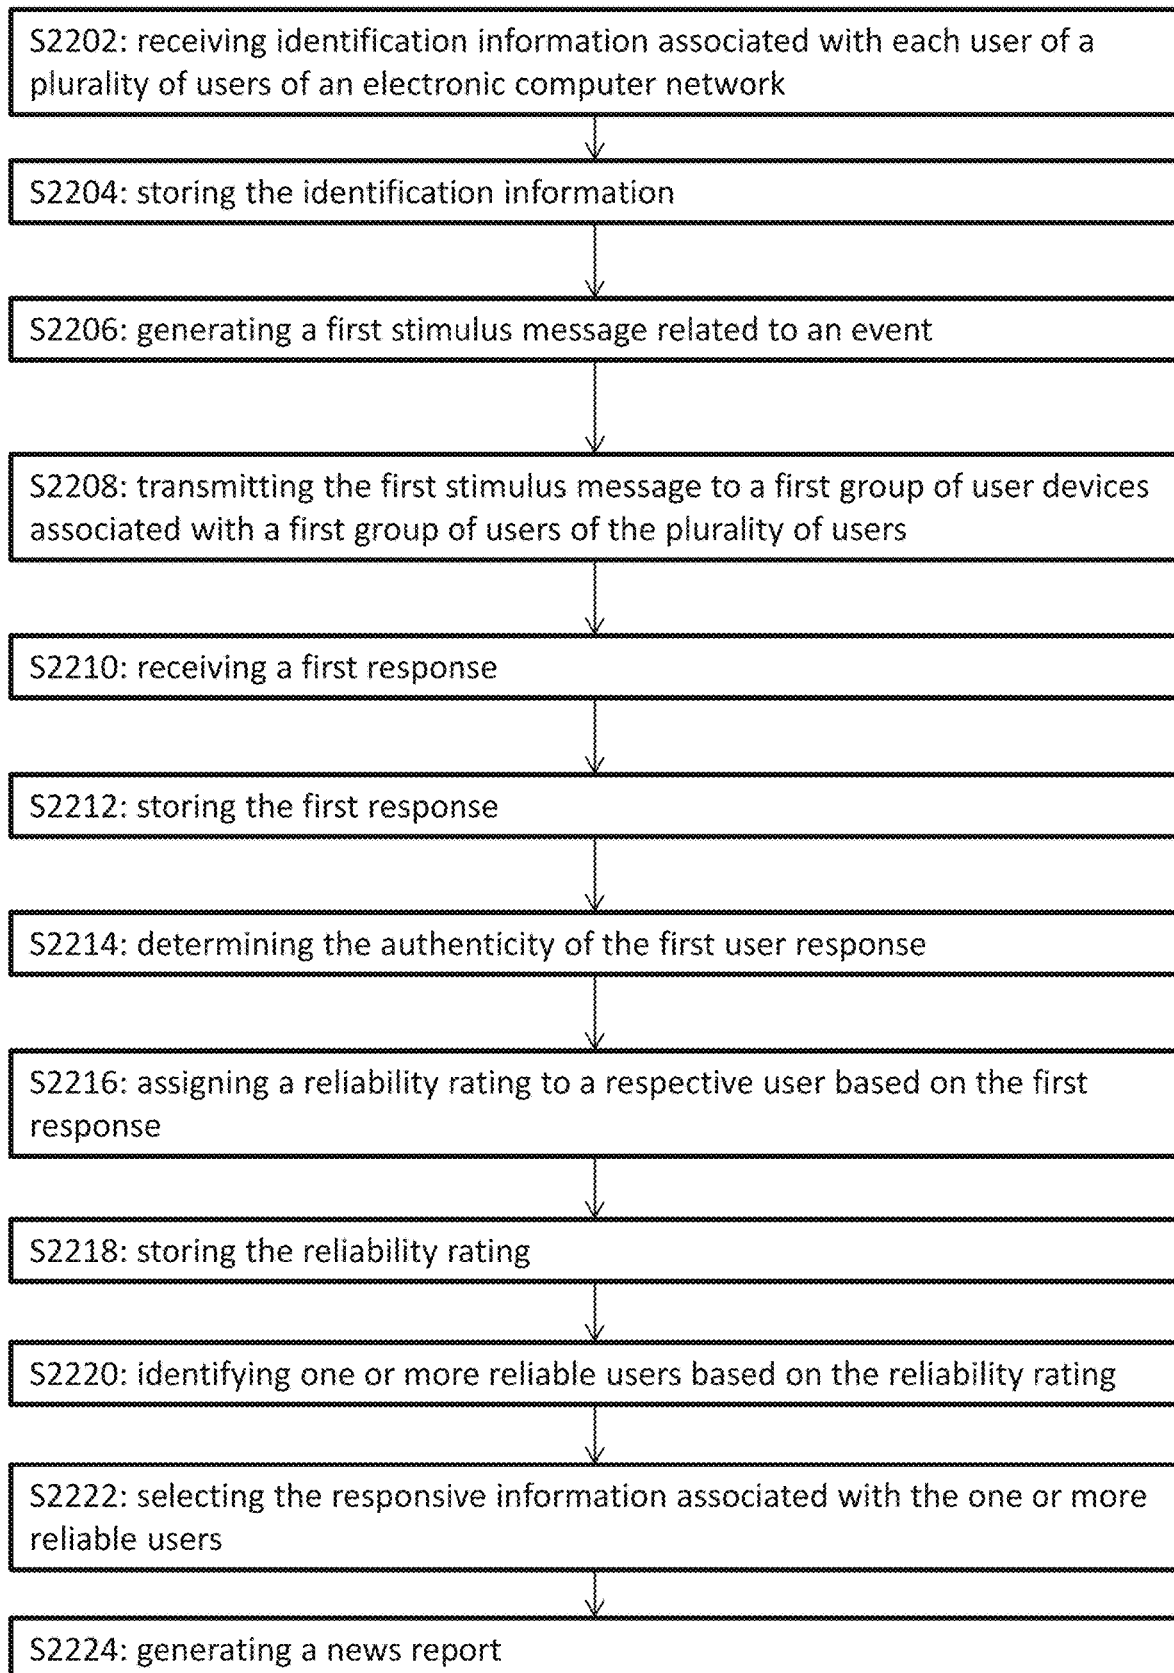 S2202: receiving identification information associated with each user of a
plurality of users of an electronic computer network
S2204: storing the identification information
S2206: generating a first stimulus message related to an event
S2208: transmitting the first stimulus message to a first group of user devices
associated with a first group of users of the plurality of users
S2210: receiving a first response
S2212: storing the first response
S2214: determining the authenticity of the first user response
S2216: assigning a reliability rating to a respective user based on the first
response
S2218: storing the reliability rating
S2220: identifying one or more reliable users based on the reliability rating
S2222: selecting the responsive information associated with the one or more
reliable users
S2224: generating a news report